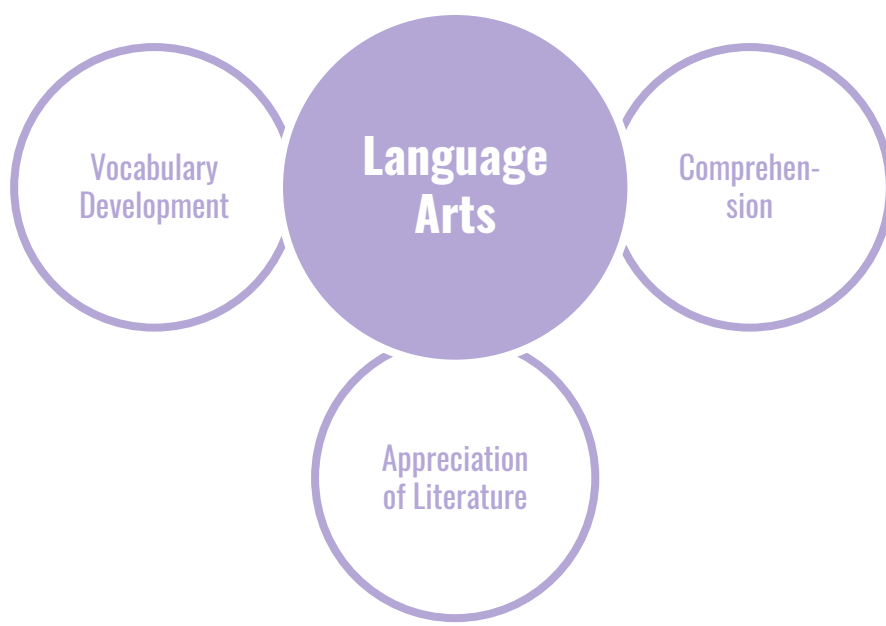 Vocabulary
Development
Language
Arts
Comprehen-
sion
Appreciation
of Literature